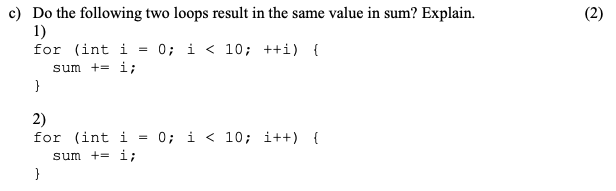 c) Do the following two loops result in the same value in sum? Explain. (2)
1)
for (int i = 0; i < 10; ++i) {
  sum += i;
}
2)
for (int i = 0; i < 10; i++) {
  sum += i;
}